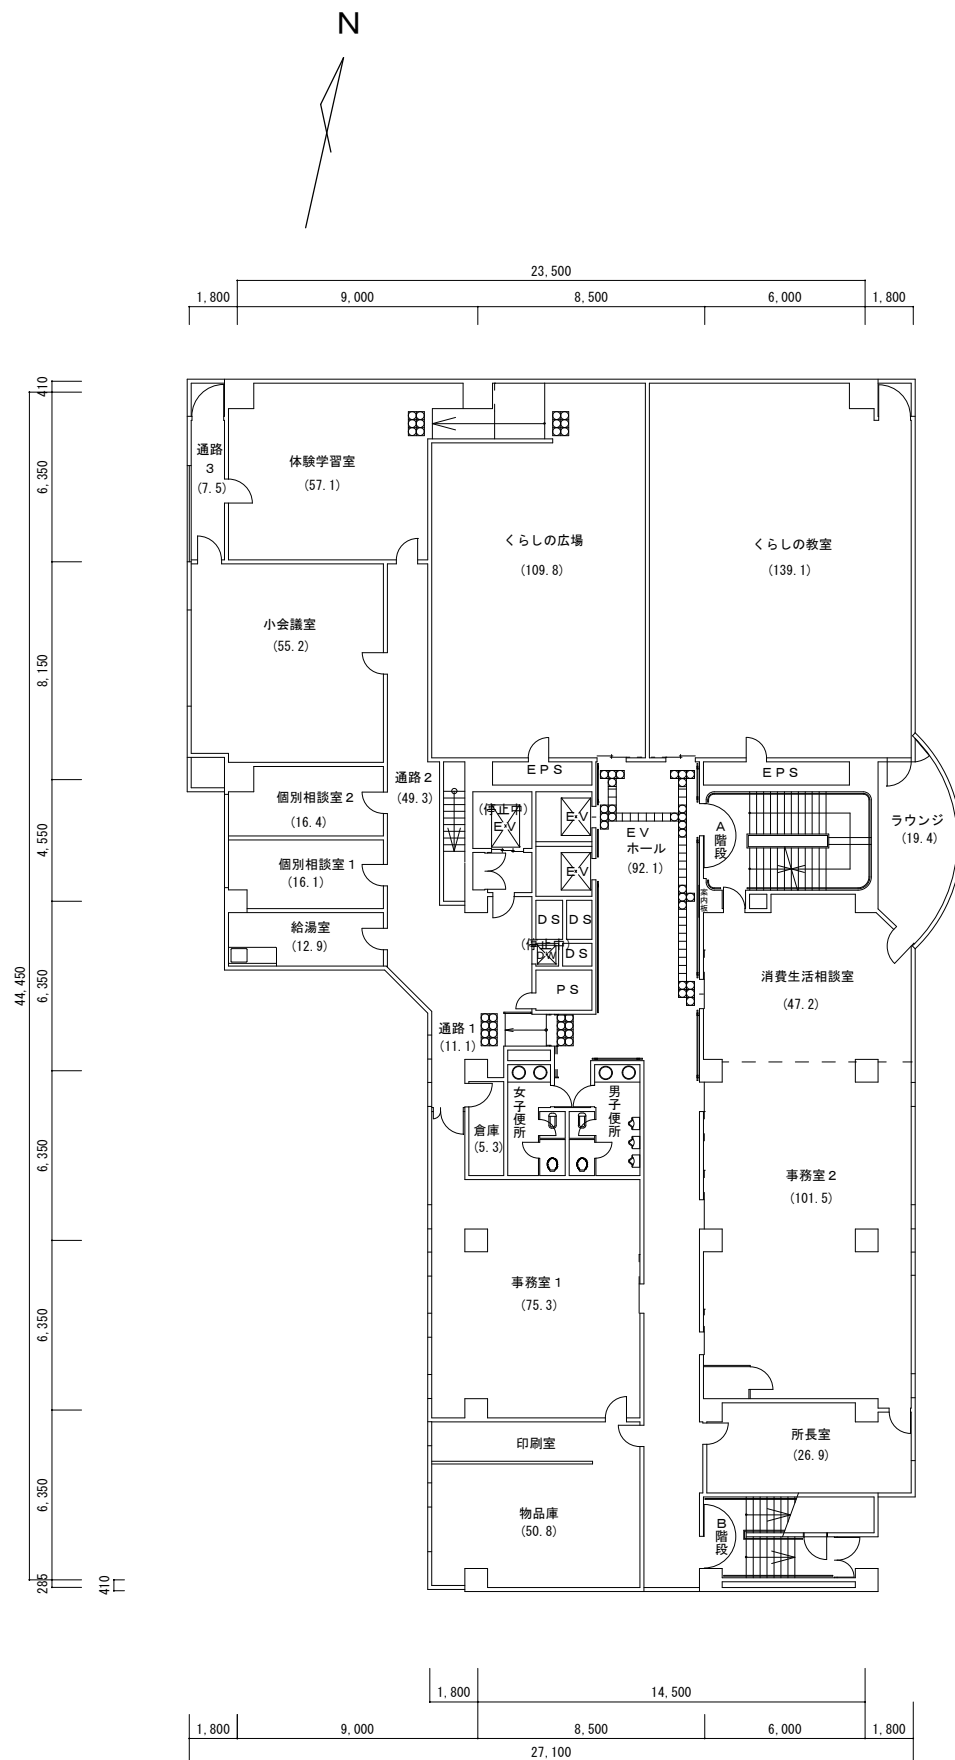 N
23,500
1,800
9,000
8,500
6,000
1,800
410
6,350
8,150
4,550
6,350
6,350
6,350
6,350
285
44,450
410
通路
3
(7.5)
体験学習室
(57.1)
くらしの広場
(109.8)
くらしの教室
(139.1)
小会議室
(55.2)
通路2
(49.3)
個別相談室2
(16.4)
個別相談室1
(16.1)
給湯室
(12.9)
EPS
EPS
(停止中)
EV
EV
EV
EV
ホール
(92.1)
A階段
ラウンジ
(19.4)
案内板
DS
DS
(停止中)
DW
DS
PS
消費生活相談室
(47.2)
通路1
(11.1)
女子便所
男子便所
倉庫
(5.3)
事務室2
(101.5)
事務室1
(75.3)
印刷室
所長室
(26.9)
物品庫
(50.8)
B階段
1,800
14,500
1,800
9,000
8,500
6,000
1,800
27,100